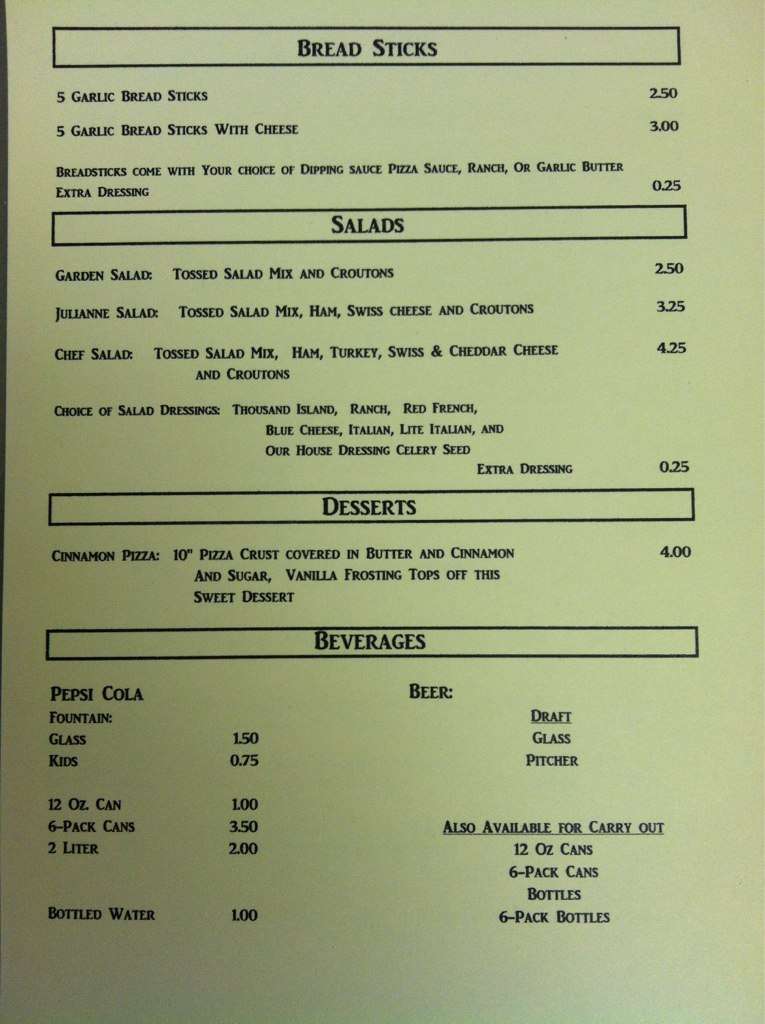 BREAD STICKS
5 GARLIC BREAD STICKS 2.50
5 GARLIC BREAD STICKS WITH CHEESE 3.00
BREADSTICKS COME WITH YOUR CHOICE OF DIPPING SAUCE PIZZA SAUCE, RANCH, OR GARLIC BUTTER
EXTRA DRESSING 0.25
SALADS
GARDEN SALAD: TOSSED SALAD MIX AND CROUTONS 2.50
JULIANNE SALAD: TOSSED SALAD MIX, HAM, SWISS CHEESE AND CROUTONS 3.25
CHEF SALAD: TOSSED SALAD MIX, HAM, TURKEY, SWISS & CHEDDAR CHEESE 4.25
AND CROUTONS
CHOICE OF SALAD DRESSINGS: THOUSAND ISLAND, RANCH, RED FRENCH,
BLUE CHEESE, ITALIAN, LITE ITALIAN, AND
OUR HOUSE DRESSING CELERY SEED
EXTRA DRESSING 0.25
DESSERTS
CINNAMON PIZZA: 10" PIZZA CRUST COVERED IN BUTTER AND CINNAMON 4.00
AND SUGAR, VANILLA FROSTING TOPS OFF THIS
SWEET DESSERT
BEVERAGES
PEPSI COLA
FOUNTAIN:
GLASS 1.50
KIDS 0.75
12 OZ. CAN 1.00
6-PACK CANS 3.50
2 LITER 2.00
BOTTLED WATER 1.00
BEER:
DRAFT
GLASS
PITCHER
ALSO AVAILABLE FOR CARRY OUT
12 OZ CANS
6-PACK CANS
BOTTLES
6-PACK BOTTLES